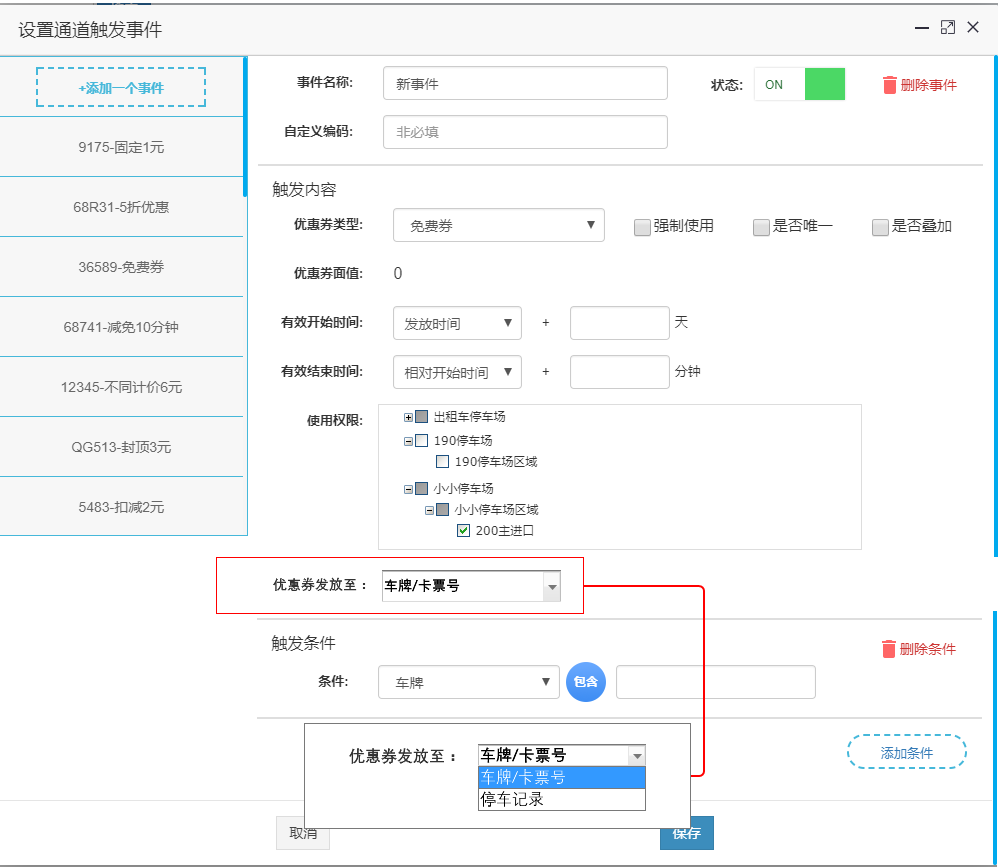 设置通道触发事件
+添加一个事件
9175-固定1元
68R31-5折优惠
36589-免费券
68741-减免10分钟
12345-不同计价6元
QG513-封顶3元
5483-扣减2元
事件名称: 新事件 状态: ON 删除事件
自定义编码: 非必填
触发内容
优惠券类型: 免费券 强制使用 是否唯一 是否叠加
优惠券面值: 0
有效开始时间: 发放时间 + 天
有效结束时间: 相对开始时间 + 分钟
使用权限: 出租车停车场
190停车场
190停车场区域
小小停车场
小小停车场区域
200主进口
优惠券发放至： 车牌/卡票号
触发条件 删除条件
条件: 车牌 包含
添加条件
优惠券发放至： 车牌/卡票号
车牌/卡票号
停车记录
取消 保存